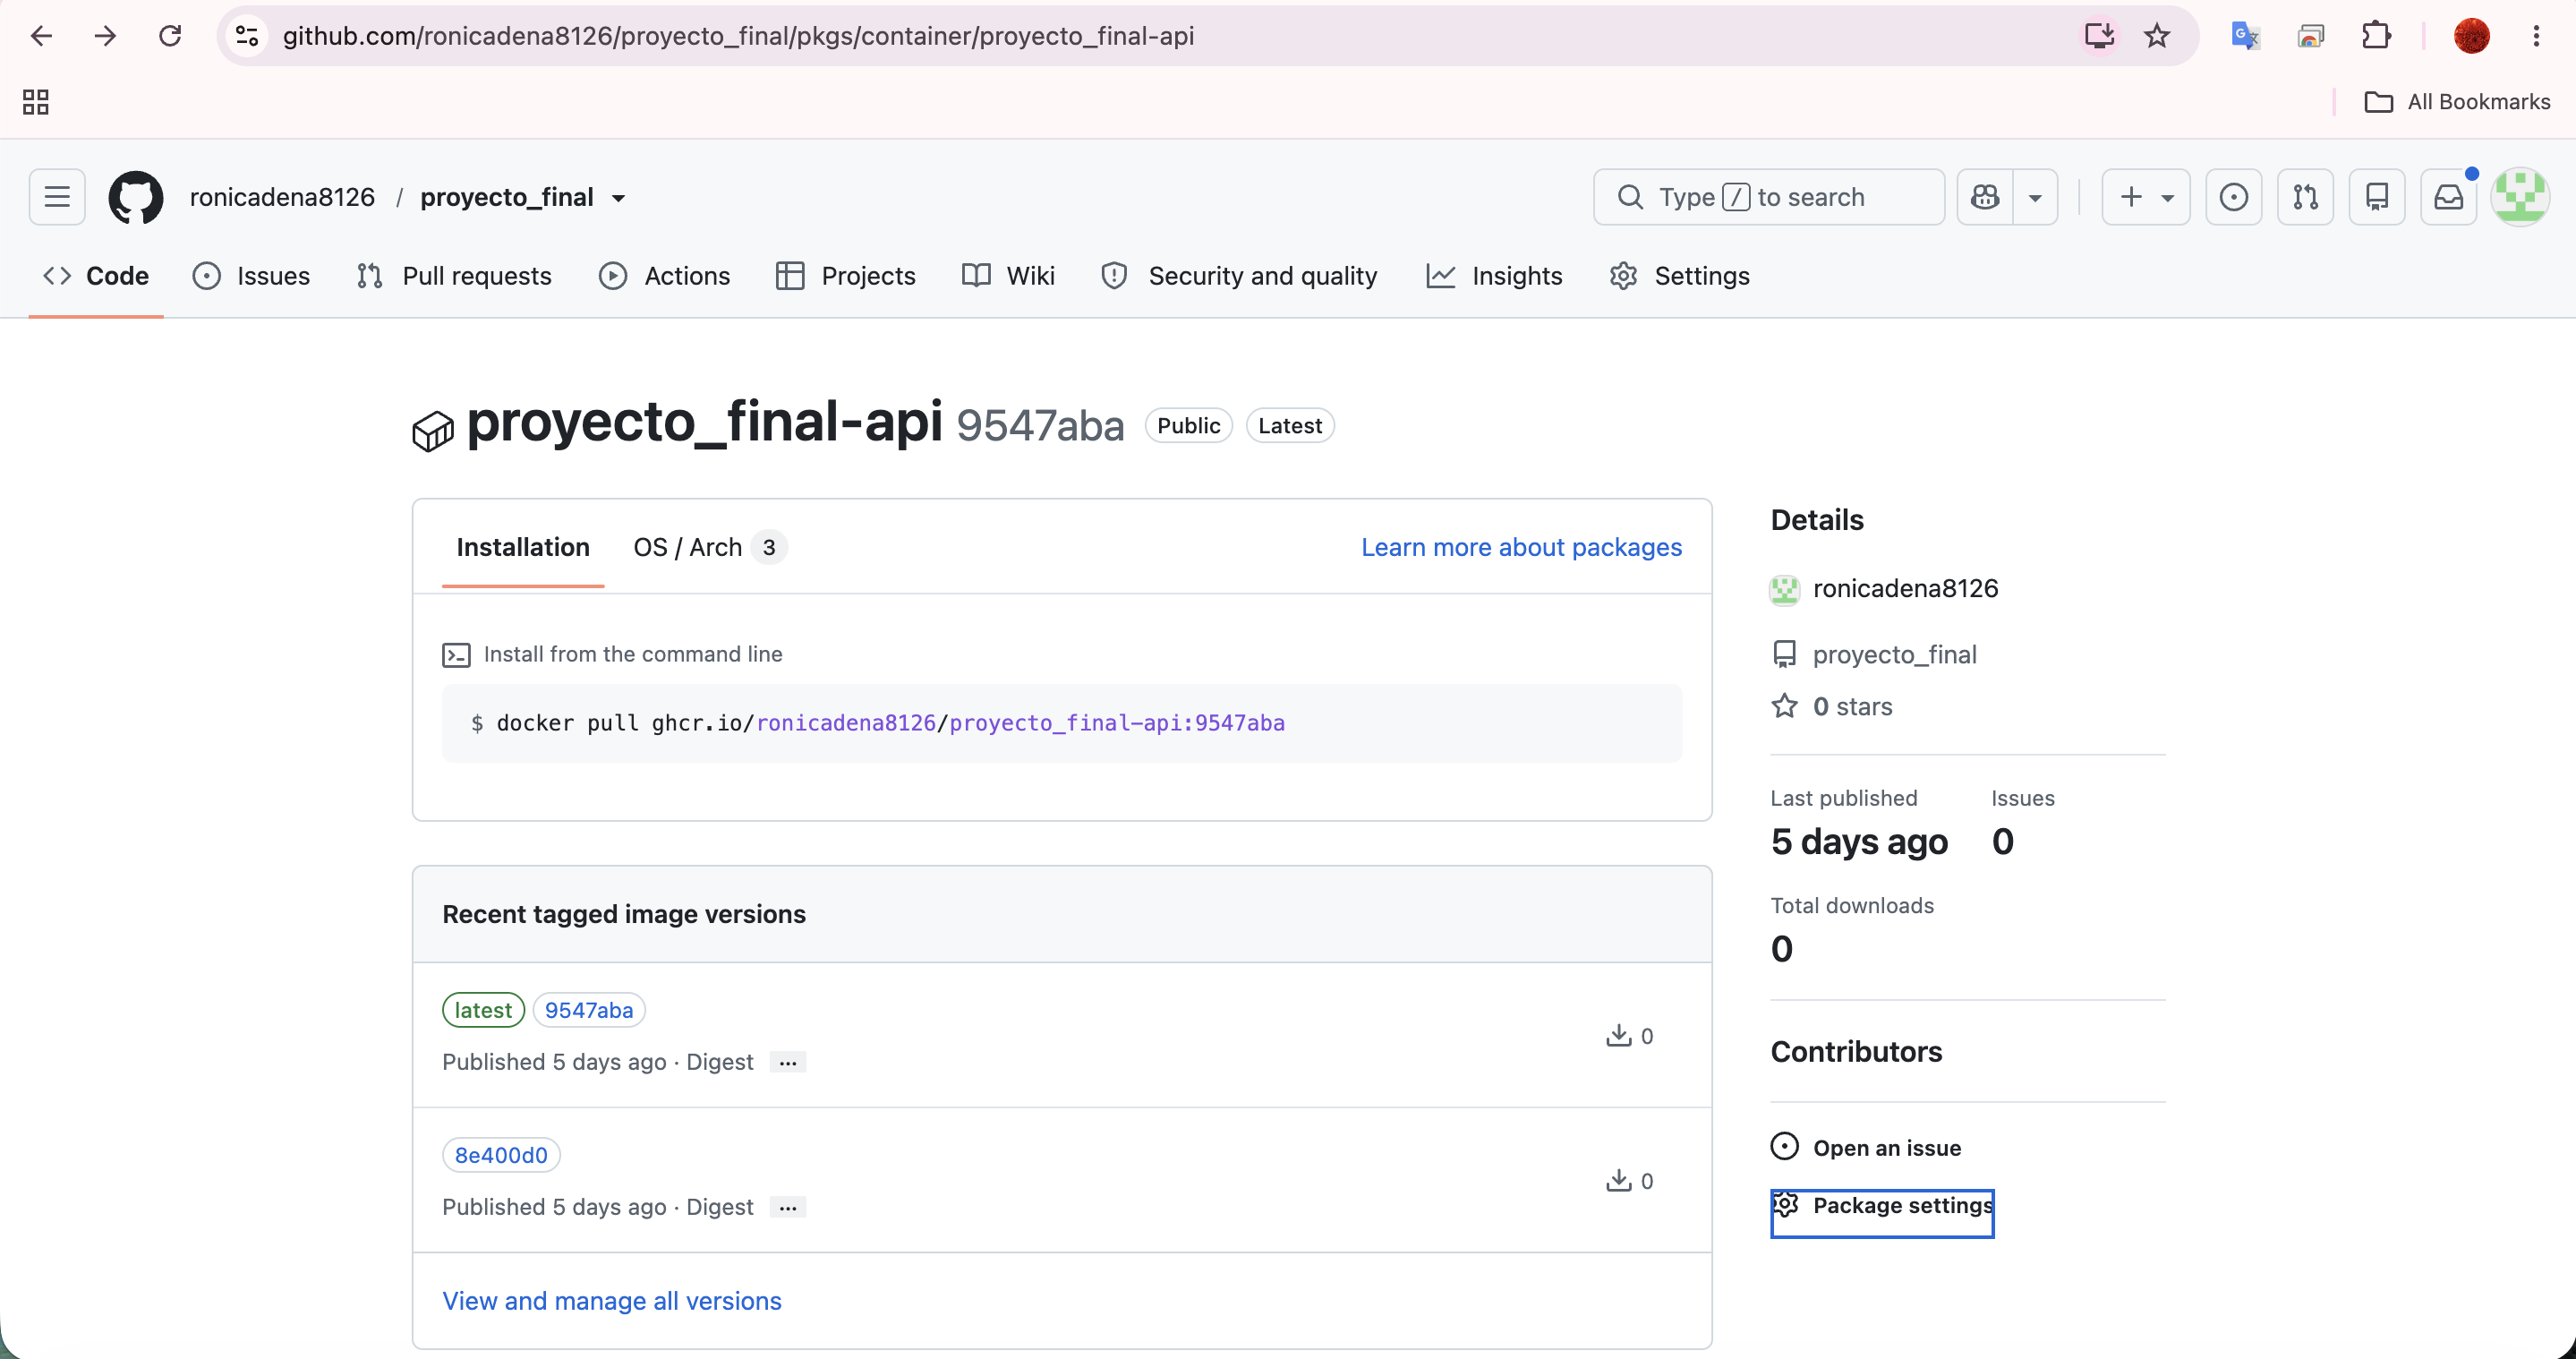 github.com/ronicadena8126/proyecto_final/pkgs/container/proyecto_final-api
All Bookmarks
ronicadena8126 / proyecto_final
Type / to search
Code Issues Pull requests Actions Projects Wiki Security and quality Insights Settings
proyecto_final-api 9547aba Public Latest
Installation OS / Arch 3 Learn more about packages
Install from the command line
$ docker pull ghcr.io/ronicadena8126/proyecto_final-api:9547aba
Recent tagged image versions
latest 9547aba
Published 5 days ago · Digest ...
0
8e400d0
Published 5 days ago · Digest ...
0
View and manage all versions
Details
ronicadena8126
proyecto_final
0 stars
Last published Issues
5 days ago 0
Total downloads
0
Contributors
Open an issue
Package settings